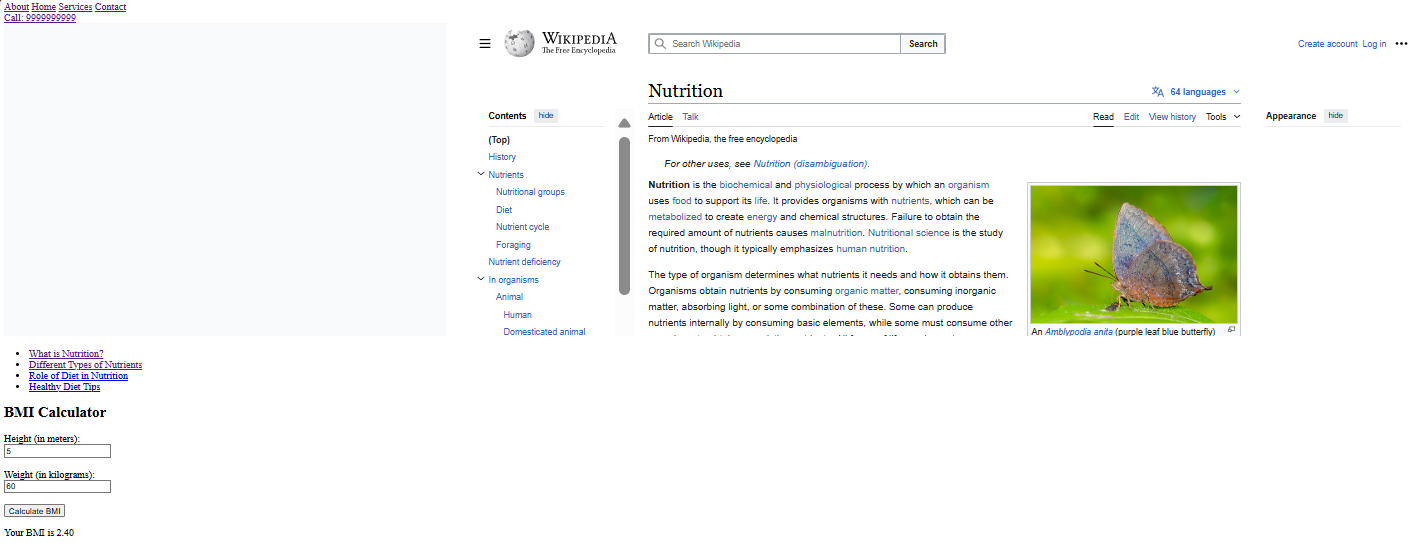 About Home Services Contact
Call: 9999999999
WIKIPEDIA
The Free Encyclopedia
Search Wikipedia
Search
Create account Log in
Nutrition
64 languages
Contents hide
Article Talk
Read Edit View history Tools
Appearance hide
(Top)
History
Nutrients
Nutritional groups
Diet
Nutrient cycle
Foraging
Nutrient deficiency
In organisms
Animal
Human
Domesticated animal
From Wikipedia, the free encyclopedia
For other uses, see Nutrition (disambiguation).
Nutrition is the biochemical and physiological process by which an organism
uses food to support its life. It provides organisms with nutrients, which can be
metabolized to create energy and chemical structures. Failure to obtain the
required amount of nutrients causes malnutrition. Nutritional science is the study
of nutrition, though it typically emphasizes human nutrition.
The type of organism determines what nutrients it needs and how it obtains them.
Organisms obtain nutrients by consuming organic matter, consuming inorganic
matter, absorbing light, or some combination of these. Some can produce
nutrients internally by consuming basic elements, while some must consume other
An Amblypodia anita (purple leaf blue butterfly)
What is Nutrition?
Different Types of Nutrients
Role of Diet in Nutrition
Healthy Diet Tips
BMI Calculator
Height (in meters):
5
Weight (in kilograms):
60
Calculate BMI
Your BMI is 2.40